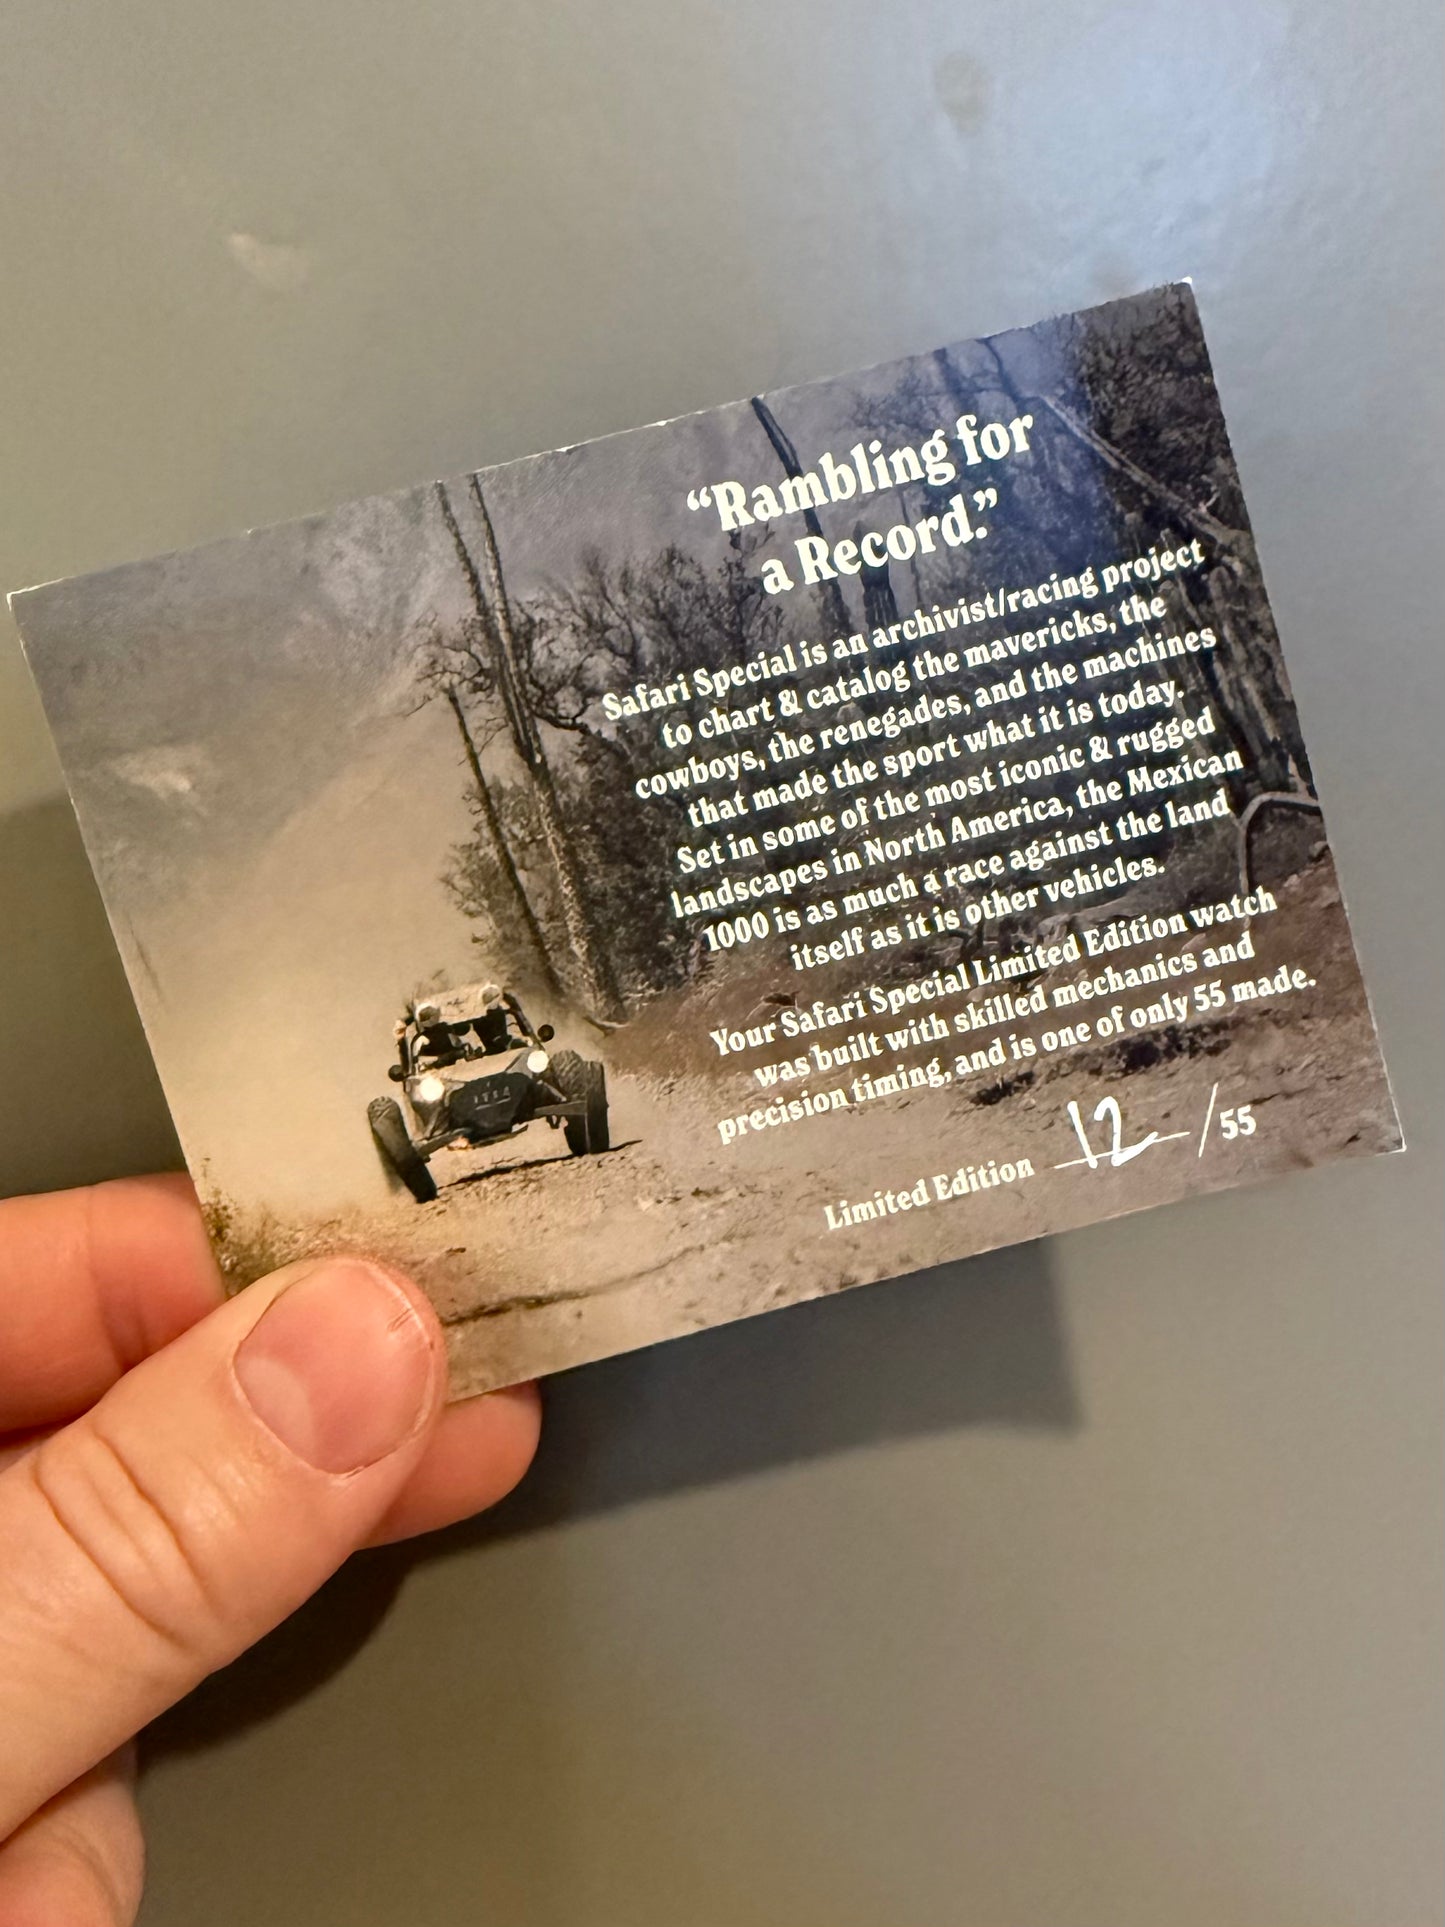 “Rambling for
a Record.”
Safari Special is an archivist/racing project
to chart & catalog the mavericks, the
cowboys, the renegades, and the machines
that made the sport what it is today.
Set in some of the most iconic & rugged
landscapes in North America, the Mexican
1000 is as much a race against the land
itself as it is other vehicles.
Your Safari Special Limited Edition watch
was built with skilled mechanics and
precision timing, and is one of only 55 made.
Limited Edition 12/55